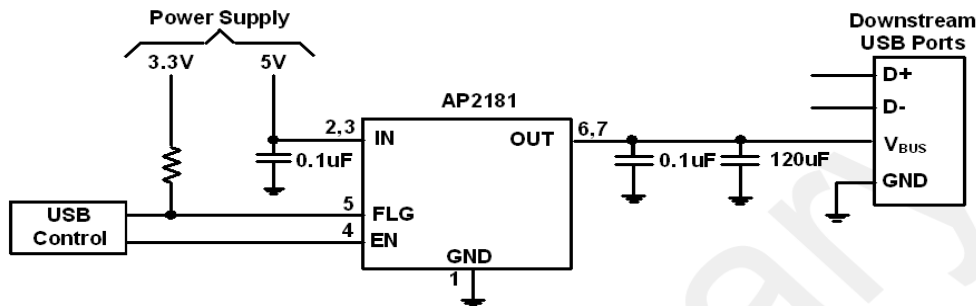 Power Supply
3.3V
5V
Downstream
USB Ports
AP2181
D+
D-
VBUS
GND
2,3
IN
OUT
6,7
0.1uF
0.1uF
120uF
USB
Control
5
FLG
4
EN
GND
1